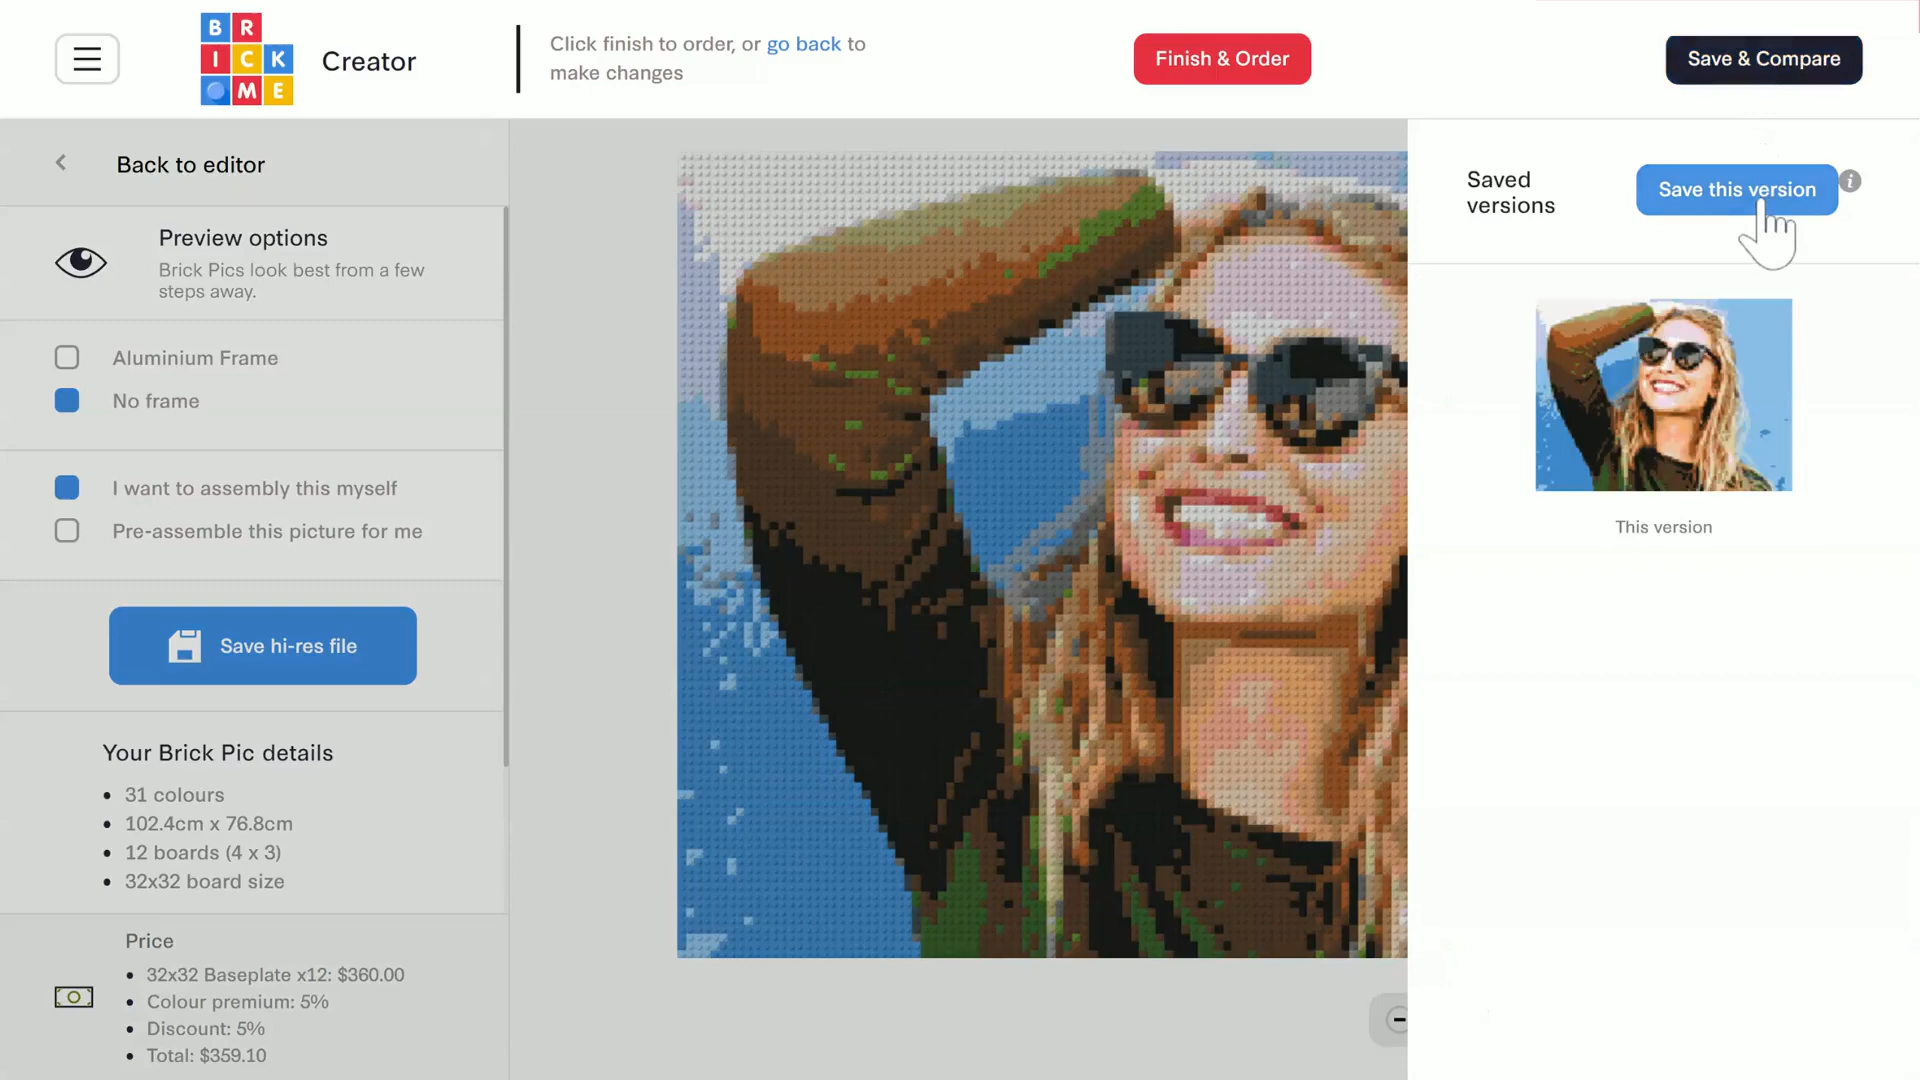 B R
I C K
M E
Creator
Click finish to order, or go back to
make changes
Finish & Order
Save & Compare
Back to editor
Preview options
Brick Pics look best from a few
steps away.
Aluminium Frame
No frame
I want to assembly this myself
Pre-assemble this picture for me
Save hi-res file
Your Brick Pic details
31 colours
102.4cm x 76.8cm
12 boards (4 x 3)
32x32 board size
Price
32x32 Baseplate x12: $360.00
Colour premium: 5%
Discount: 5%
Total: $359.10
Saved
versions
Save this version
i
This version